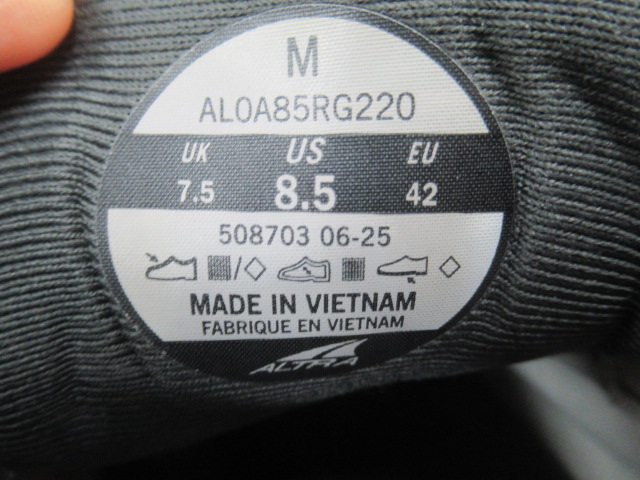 M
AL0A85RG220
UK US EU
7.5 8.5 42
508703 06-25
/
MADE IN VIETNAM
FABRIQUE EN VIETNAM
ALTRA